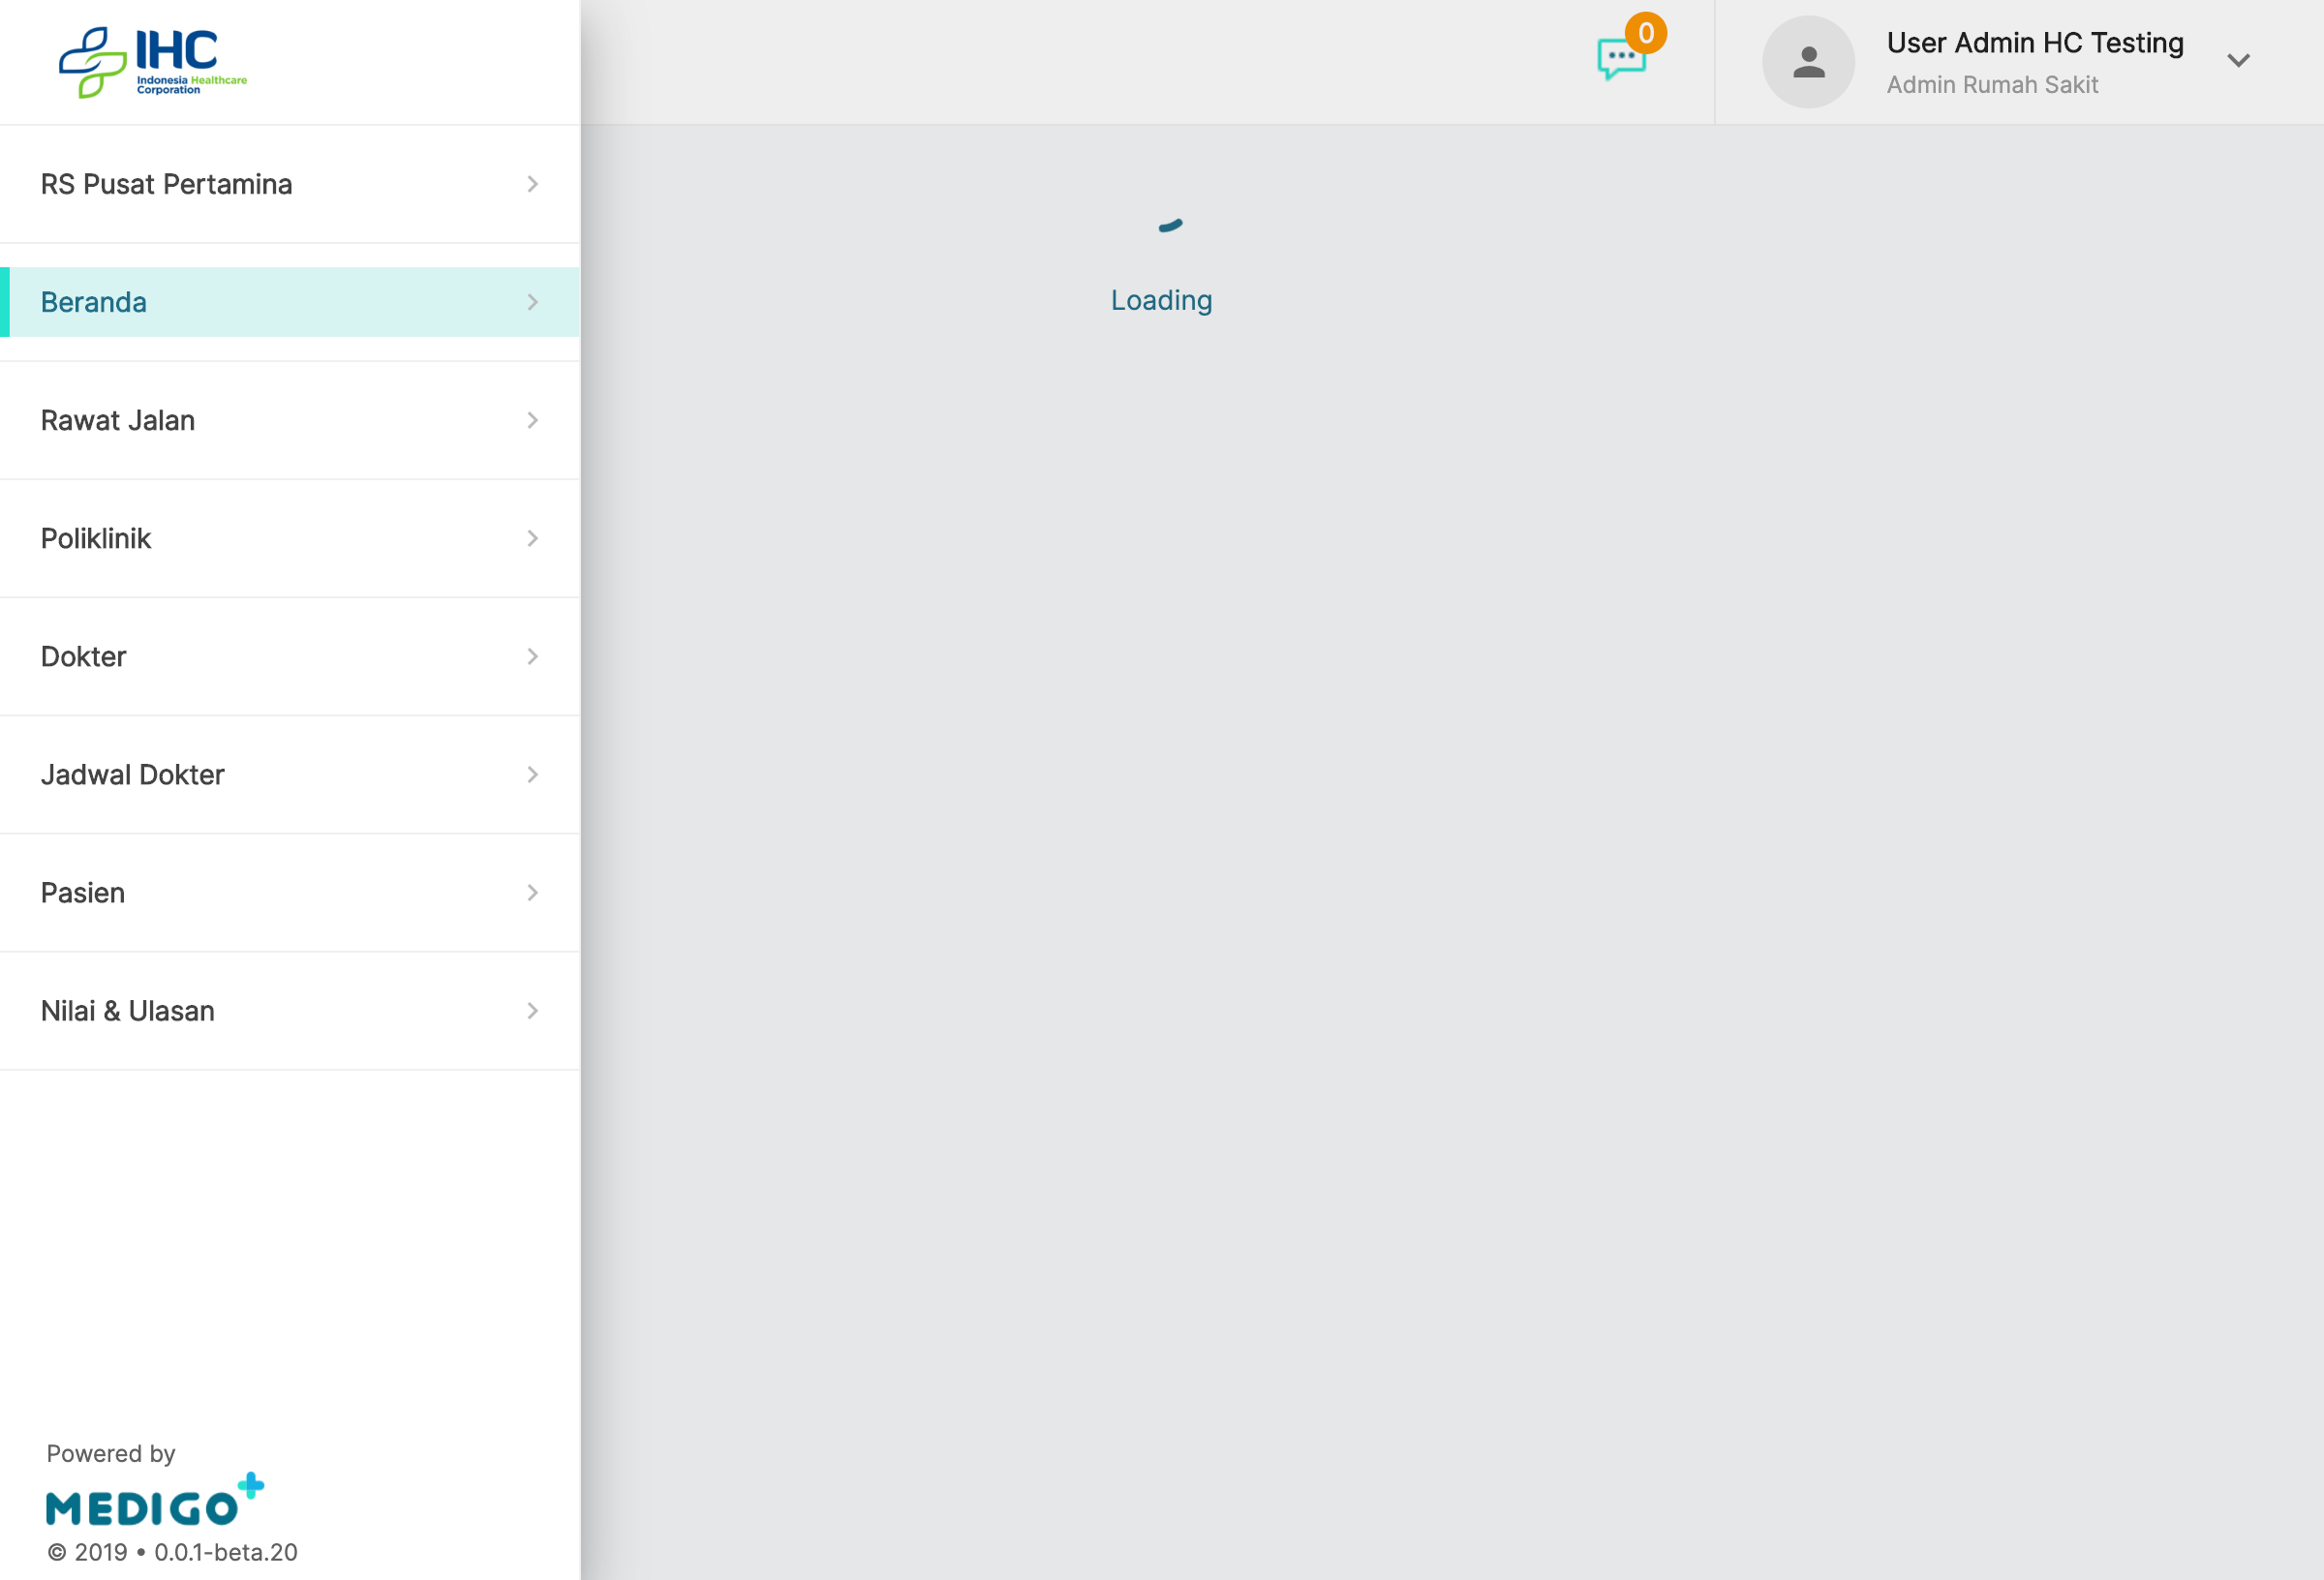 IHC
Indonesia Healthcare
Corporation
0
User Admin HC Testing
Admin Rumah Sakit
RS Pusat Pertamina
Beranda
Rawat Jalan
Poliklinik
Dokter
Jadwal Dokter
Pasien
Nilai & Ulasan
Loading
Powered by
MEDIGO
© 2019 • 0.0.1-beta.20